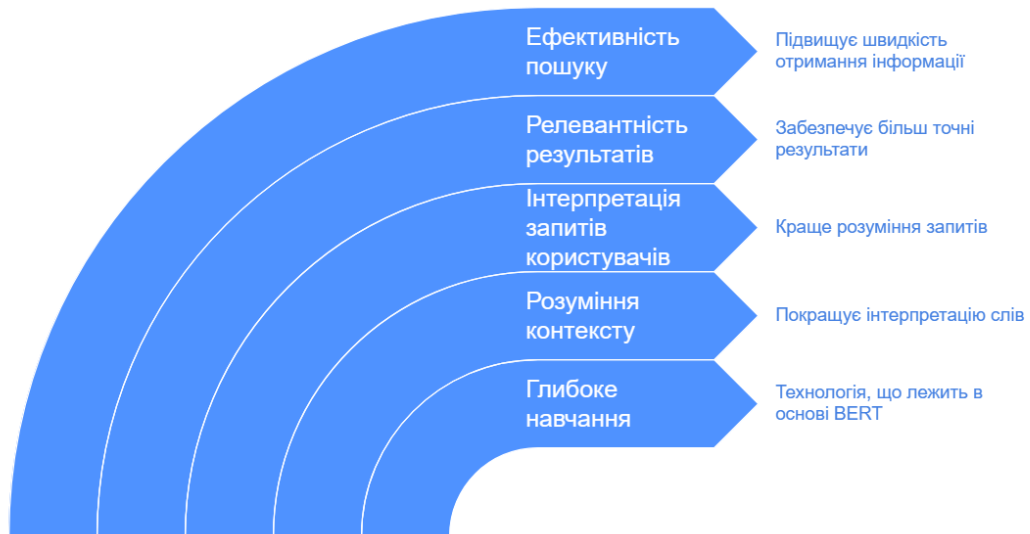 Ефективність
пошуку
Підвищує швидкість
отримання інформації
Релевантність
результатів
Забезпечує більш точні
результати
Інтерпретація
запитів
користувачів
Краще розуміння запитів
Розуміння
контексту
Покращує інтерпретацію слів
Глибоке
навчання
Технологія, що лежить в
основі BERT